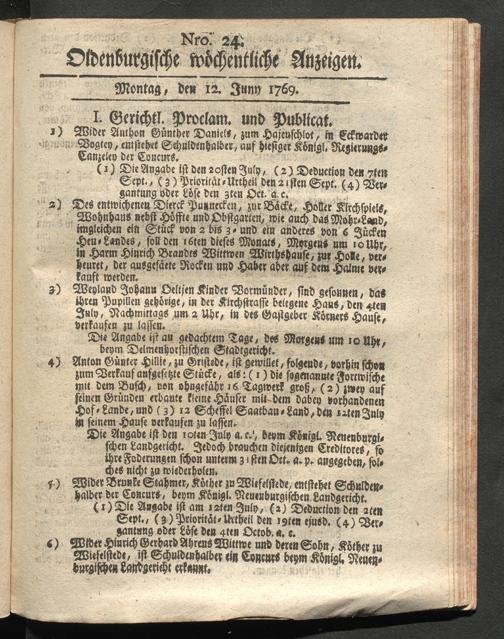 Nro. 24.
Oldenburgische wöchentliche Anzeigen.
Montag, den 12. Juny 1769.
I. Gerichtl. Proclam. und Publicat.
1) Wider Anthon Günther Daniels, zum Hajenschlot, in Eckwarder
Vogtey, entstehet Schuldenhalber, auf hiesiger Königl. Regierungs-
Canzeley der Concurs.
(1) Die Angabe ist den 20sten July, (2) Deduction den 7ten
Sept., (3) Priorität-Urtheil den 21sten Sept. (4) Ver-
gantung oder Löse den 3ten Oct. a. c.
2) Des entwichenen Dierck Punnecken, zur Bäcke, Holler Kirchspiels,
Wohnhaus nebst Höffte und Obstgarten, wie auch das Mohr-Land,
imgleichen ein Stück von 2 bis 3- und ein anderes von 6 Jücken
Heu-Landes, soll den 16ten dieses Monats, Morgens um 10 Uhr,
in Harm Hinrich Brandes Wittwen Wirthshause, zur Holle, ver-
heuret, der ausgesäete Rocken und Haber aber auf dem Halme ver-
kauft werden.
3) Weyland Johann Oeltjen Kinder Vormünder, sind gesonnen, das
ihren Pupillen gehörige, in der Kirchstrasse belegene Haus, den 4ten
July, Nachmittags um 2 Uhr, in des Gastgeber Körners Hause,
verkaufen zu lassen.
Die Angabe ist an gedachtem Tage, des Morgens um 10 Uhr,
beym Delmenhorstischen Stadtgericht.
4) Anton Günter Hillie, zu Gristede, ist gewillet, folgende, vorhin schon
zum Verkauf aufgesetzte Stücke, als: (1) die sogenannte Fortwische
mit dem Busch, von ohngefähr 16 Tagwerk groß, (2) zwey auf
seinen Gründen erbaute kleine Häuser mit dem dabey vorhandenen
Hof-Lande, und (3) 12 Scheffel Saatbau-Land, den 12ten July
in seinem Hause verkaufen zu lassen.
Die Angabe ist den 10ten July a. c., beym Königl. Neuenburgi-
schen Landgericht. Jedoch brauchen diejenigen Creditores, so
ihre Foderungen schon unterm 31sten Oct. a. p. angegeben, sol-
ches nicht zu wiederholen.
5) Wider Brunke Stahmer, Köther zu Wiefelstede, entstehet Schulden-
halber der Concurs, beym Königl. Neuenburgischen Landgericht.
(1) Die Angabe ist am 12ten July, (2) Deduction den 2ten
Sept., (3) Priorität-Urtheil den 19ten ejusd. (4) Ver-
gantung oder Löse den 4ten Octob. a. c.
6) Wider Hinrich Gerhard Ahrens Wittwe und deren Sohn, Köther zu
Wiefelstede, ist Schuldenhalber ein Concurs beym Königl. Neuen-
burgischen Landgericht erkannt.